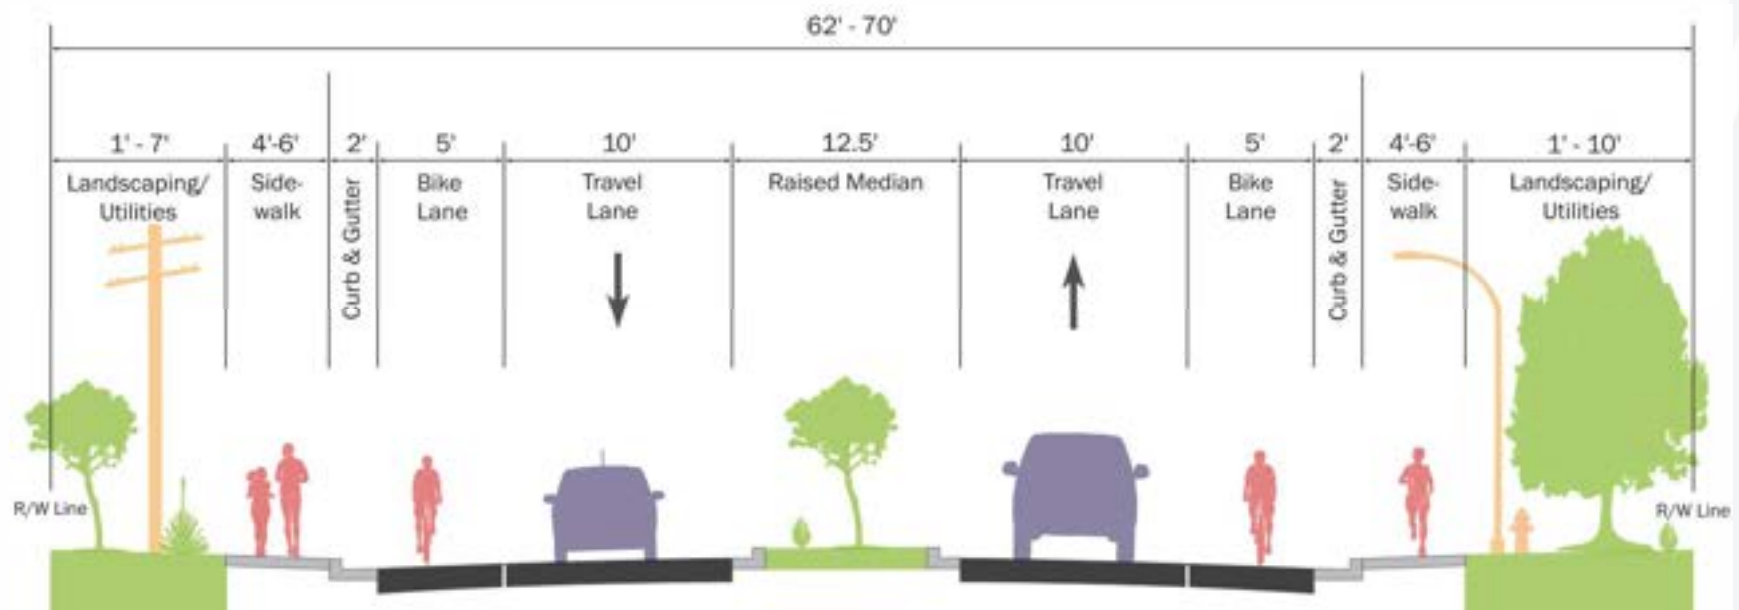 62' - 70'
1' - 7'
4'-6'
2'
5'
10'
12.5'
10'
5'
2'
4'-6'
1' - 10'
Landscaping/
Utilities
Side-
walk
Curb & Gutter
Bike
Lane
Travel
Lane
Raised Median
Travel
Lane
Bike
Lane
Curb & Gutter
Side-
walk
Landscaping/
Utilities
R/W Line
R/W Line